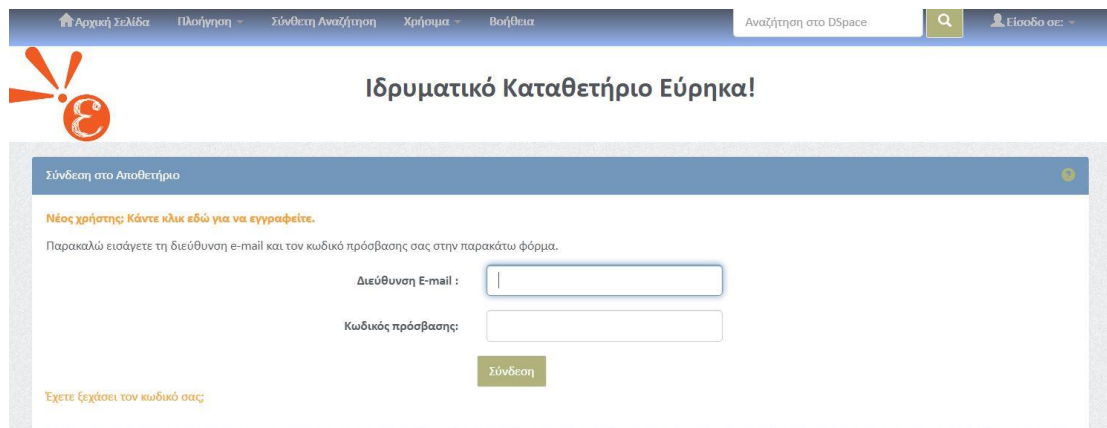 Αρχική Σελίδα Πλοήγηση Σύνθετη Αναζήτηση Χρήσιμα Βοήθεια Αναζήτηση στο DSpace Είσοδο σε:
Ιδρυματικό Καταθετήριο Εύρηκα!
Σύνδεση στο Αποθετήριο
Νέος χρήστης; Κάντε κλικ εδώ για να εγγραφείτε.
Παρακαλώ εισάγετε τη διεύθυνση e-mail και τον κωδικό πρόσβασης σας στην παρακάτω φόρμα.
Διεύθυνση E-mail :
Κωδικός πρόσβασης:
Σύνδεση
Έχετε ξεχάσει τον κωδικό σας;